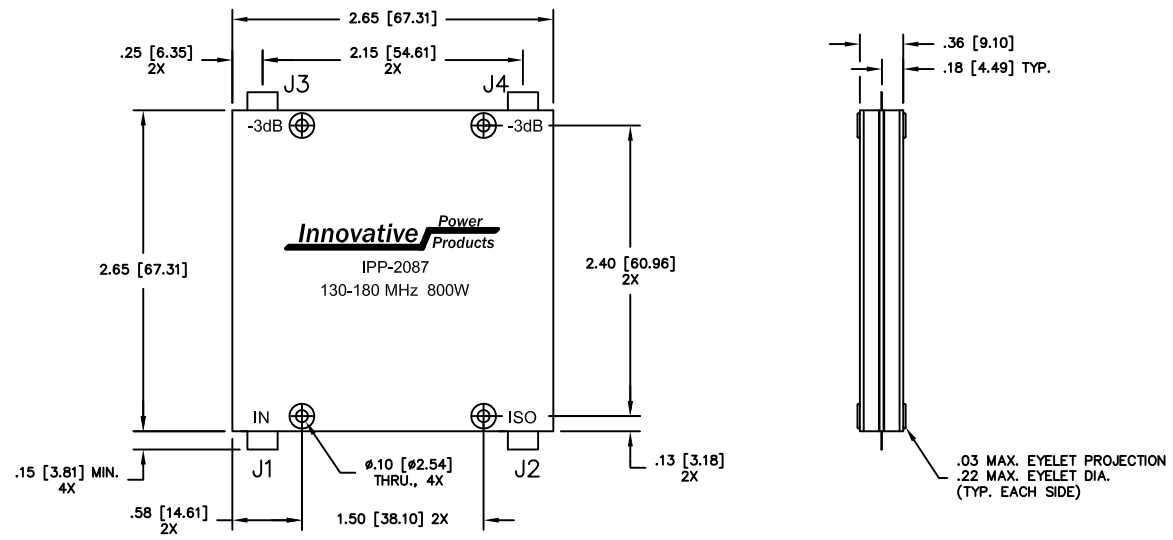 2.65 [67.31]
.25 [6.35]
2X
2.15 [54.61]
2X
J3
J4
-3dB
-3dB
2.65 [67.31]
Innovative Power Products
IPP-2087
130-180 MHz 800W
2.40 [60.96]
2X
IN
ISO
J1
J2
.15 [3.81] MIN.
4X
ø.10 [ø2.54]
THRU., 4X
.13 [3.18]
2X
.58 [14.61]
2X
1.50 [38.10] 2X
.36 [9.10]
.18 [4.49] TYP.
.03 MAX. EYELET PROJECTION
.22 MAX. EYELET DIA.
(TYP. EACH SIDE)